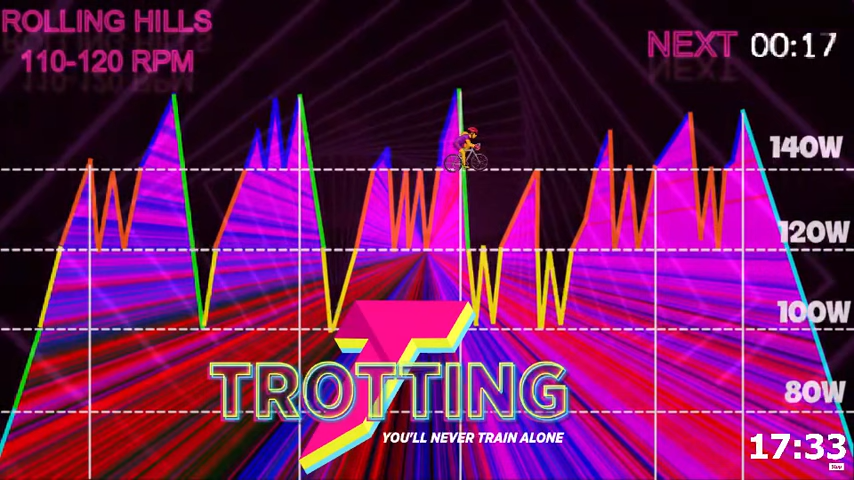 ROLLING HILLS
110-120 RPM
NEXT 00:17
140W
120W
100W
80W
TROTTING
YOU'LL NEVER TRAIN ALONE
17:33